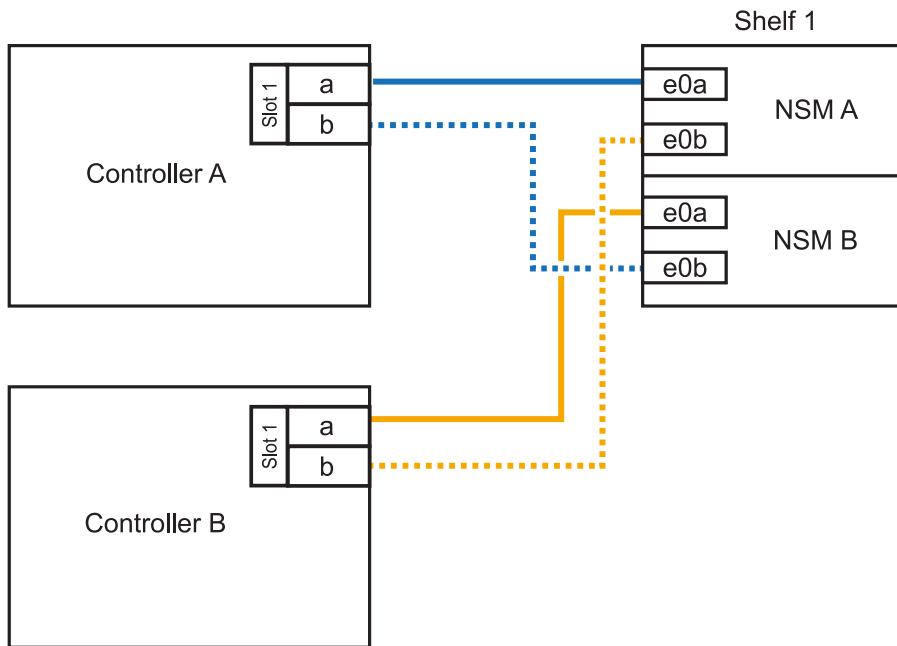 Shelf 1
Slot 1
a
b
Controller A
e0a
e0b
NSM A
e0a
e0b
NSM B
Slot 1
a
b
Controller B